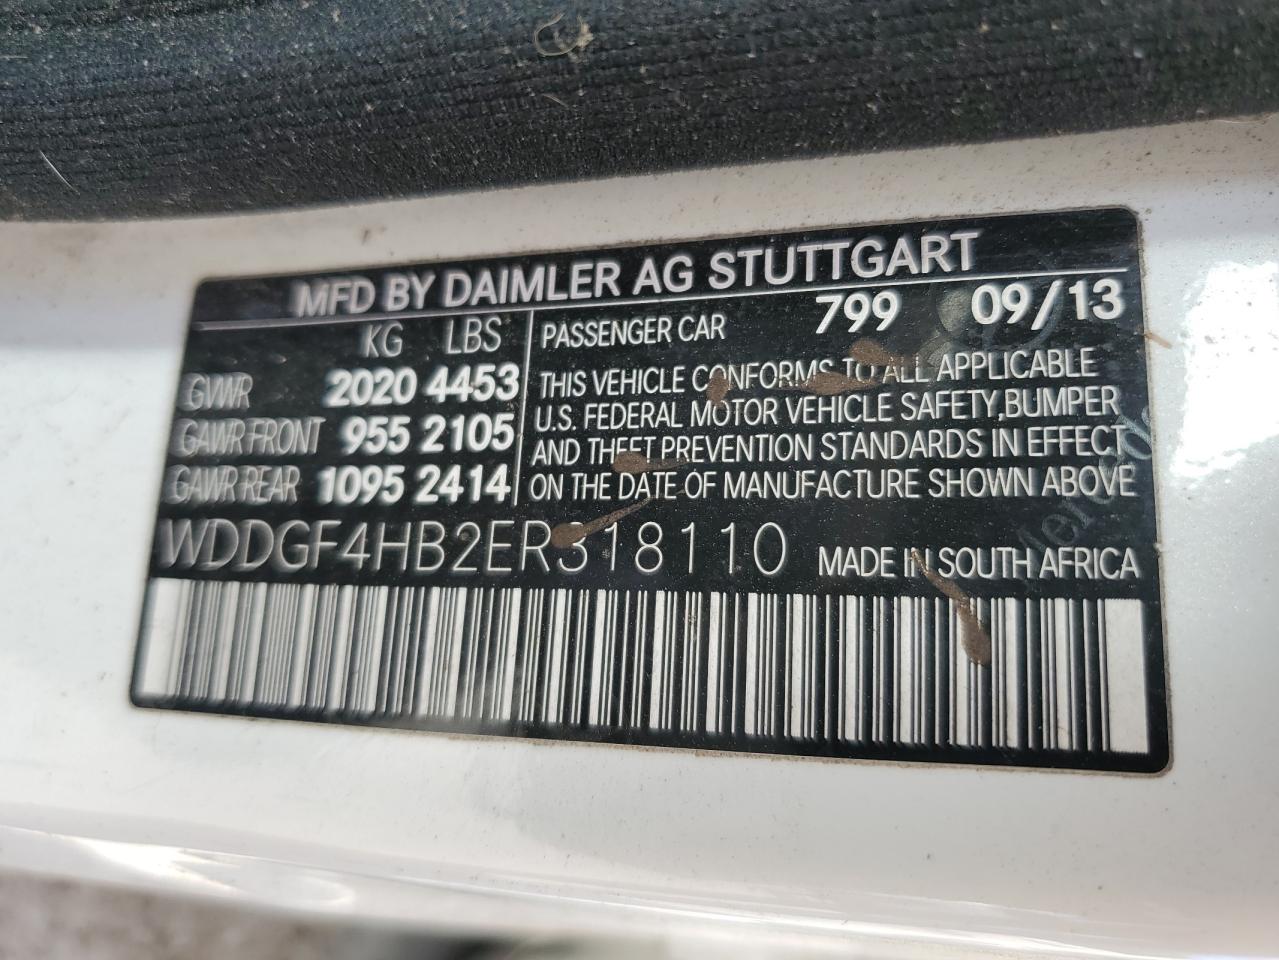 MFD BY DAIMLER AG STUTTGART
KG LBS
GVWR 2020 4453
GAWR FRONT 955 2105
GAWR REAR 1095 2414
PASSENGER CAR 799 09/13
THIS VEHICLE CONFORMS TO ALL APPLICABLE
U.S. FEDERAL MOTOR VEHICLE SAFETY,BUMPER
AND THEFT PREVENTION STANDARDS IN EFFECT
ON THE DATE OF MANUFACTURE SHOWN ABOVE
WDDGF4HB2ER318110 MADE IN SOUTH AFRICA